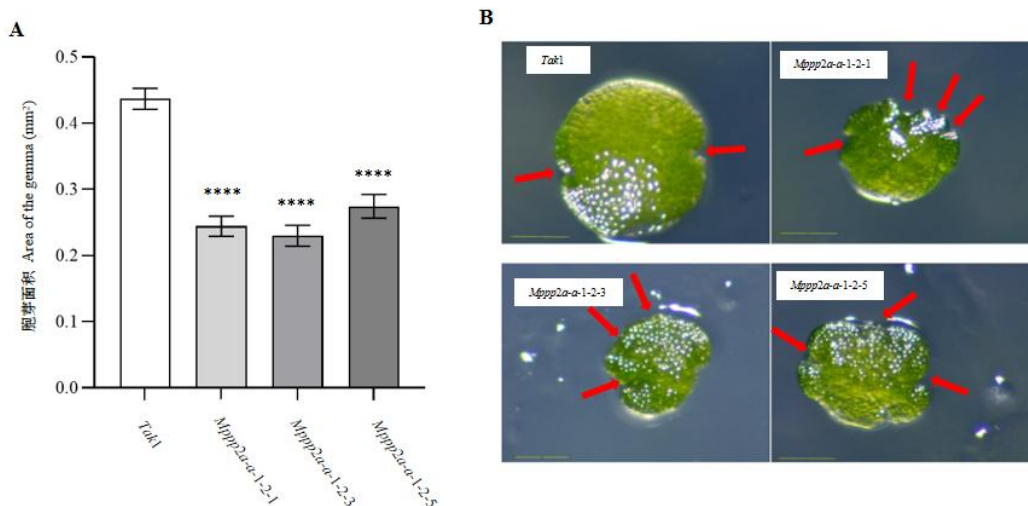 A
B
0.5
0.4
0.3
0.2
0.1
0.0
胞芽面积 Area of the gemma (mm²)
****
****
****
Tak1
Mppp2a-a-1-2-1
Mppp2a-a-1-2-3
Mppp2a-a-1-2-5
Tak1
Mppp2a-a-1-2-1
Mppp2a-a-1-2-3
Mppp2a-a-1-2-5